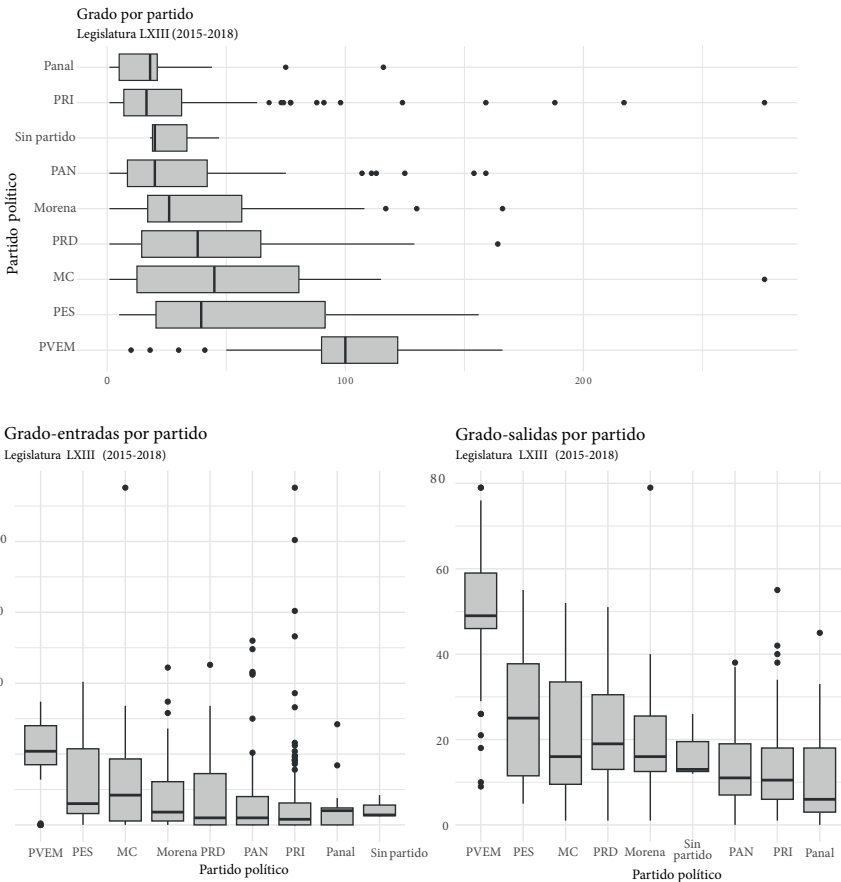 Grado por partido
Legislatura LXIII (2015-2018)
Panal
PRI
Sin partido
PAN
Morena
PRD
MC
PES
PVEM
Partido político
0 100 200
Grado-entradas por partido
Legislatura LXIII (2015-2018)
0
0
0
PVEM PES MC Morena PRD PAN PRI Panal Sin partido
Partido político
Grado-salidas por partido
Legislatura LXIII (2015-2018)
80
60
40
20
0
PVEM PES MC PRD Morena Sin partido PAN PRI Panal
Partido político